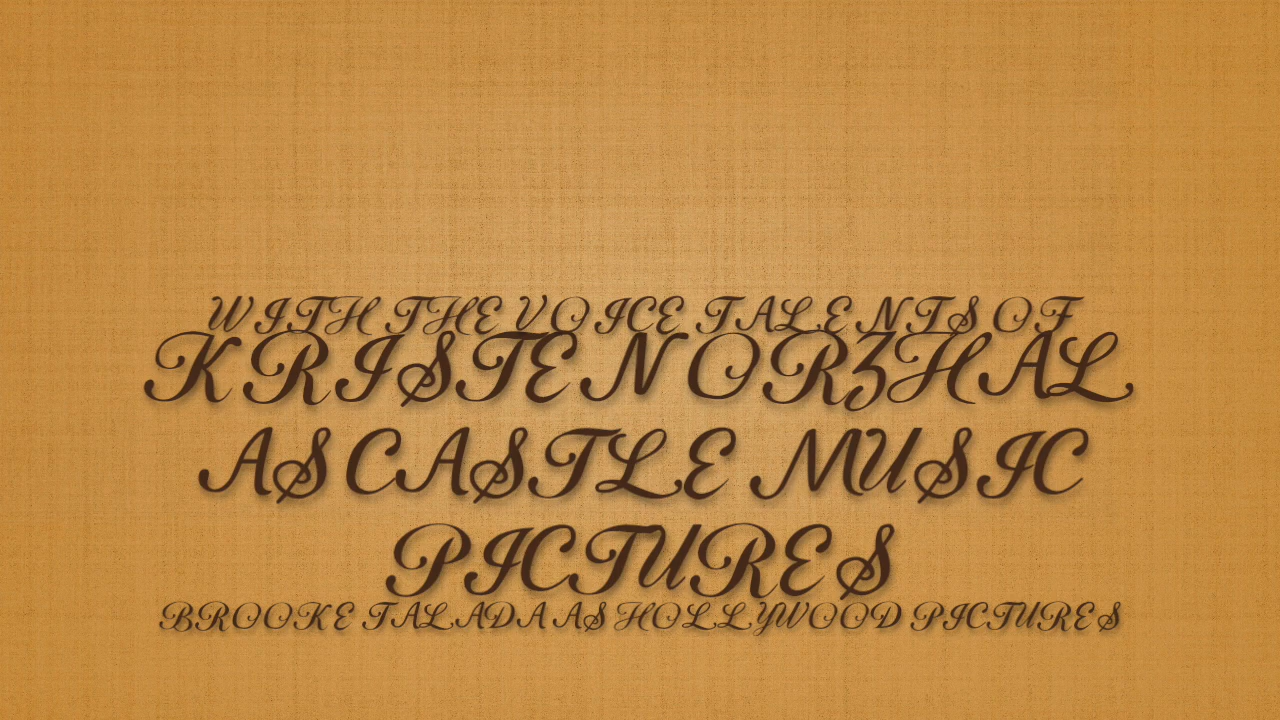 WITH THE VOICE TALENTS OF
KRISTEN ORZHAL
AS CASTLE MUSIC
PICTURES
BROOKE TALADA AS HOLLYWOOD PICTURES